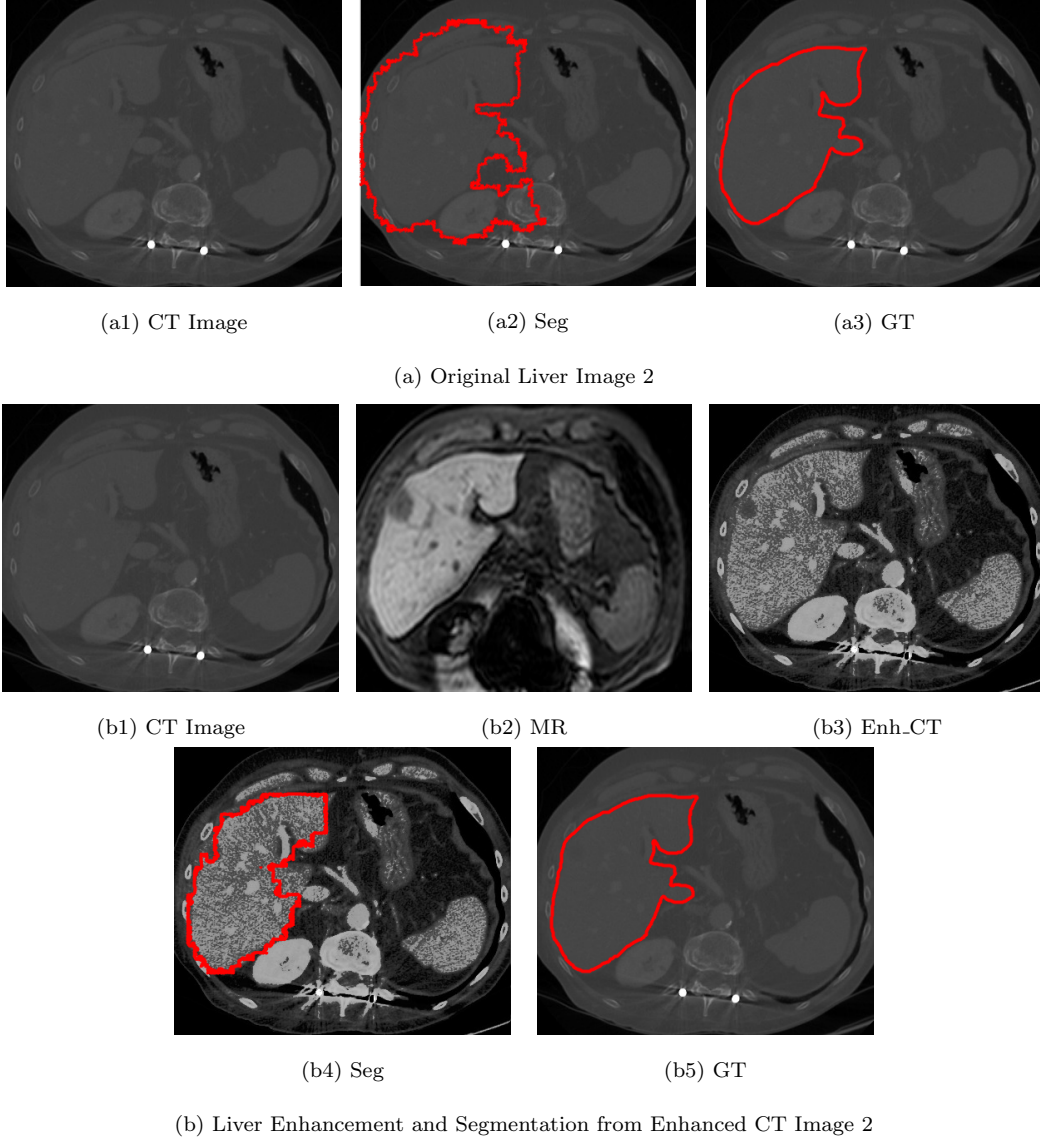 (a1) CT Image
(a2) Seg
(a3) GT
(a) Original Liver Image 2
(b1) CT Image
(b2) MR
(b3) Enh_CT
(b4) Seg
(b5) GT
(b) Liver Enhancement and Segmentation from Enhanced CT Image 2